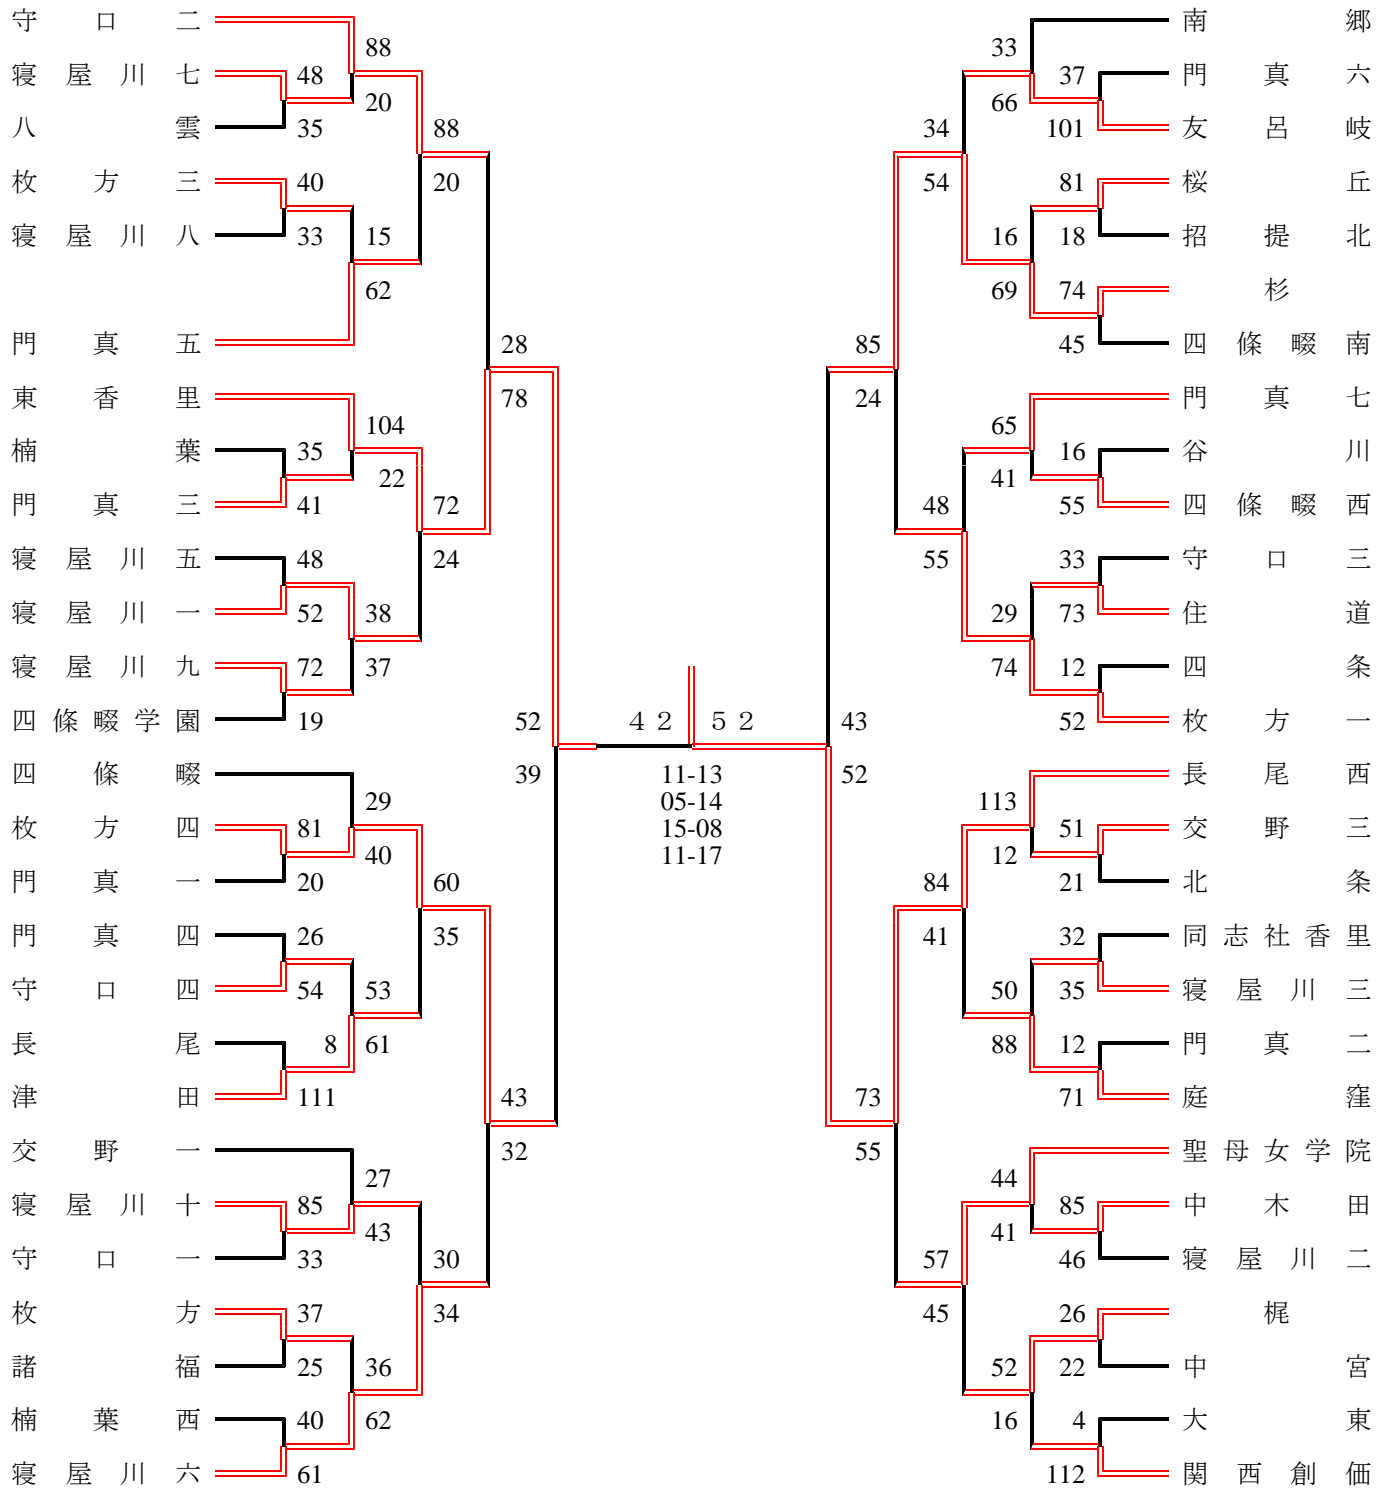 守口二
88
寝屋川七
48
20
八雲
35
88
枚方三
40
20
寝屋川八
33
15
62
門真五
28
東香里
78
104
楠葉
35
22
門真三
41
72
寝屋川五
48
24
寝屋川一
52
38
寝屋川九
72
37
四條畷学園
19
52
四條畷
39
29
枚方四
81
40
門真一
20
60
門真四
26
35
守口四
54
53
長尾
8
61
津田
111
43
交野一
32
27
寝屋川十
85
43
守口一
33
30
枚方
37
34
諸福
25
36
楠葉西
40
62
寝屋川六
61
42 52
11-13
05-14
15-08
11-17
南郷
33
37
門真六
66
101
友呂岐
34
54
81
桜丘
16
18
招提北
69
74
杉
45
四條畷南
85
24
門真七
65
16
谷川
41
55
四條畷西
48
55
33
守口三
29
73
住道
74
12
四条
52
枚方一
43
52
長尾西
113
51
交野三
12
21
北条
84
41
32
同志社香里
50
35
寝屋川三
88
12
門真二
71
庭窪
73
55
聖母女学院
44
85
中木田
41
46
寝屋川二
57
45
26
梶
52
22
中宮
16
4
大東
112
関西創価